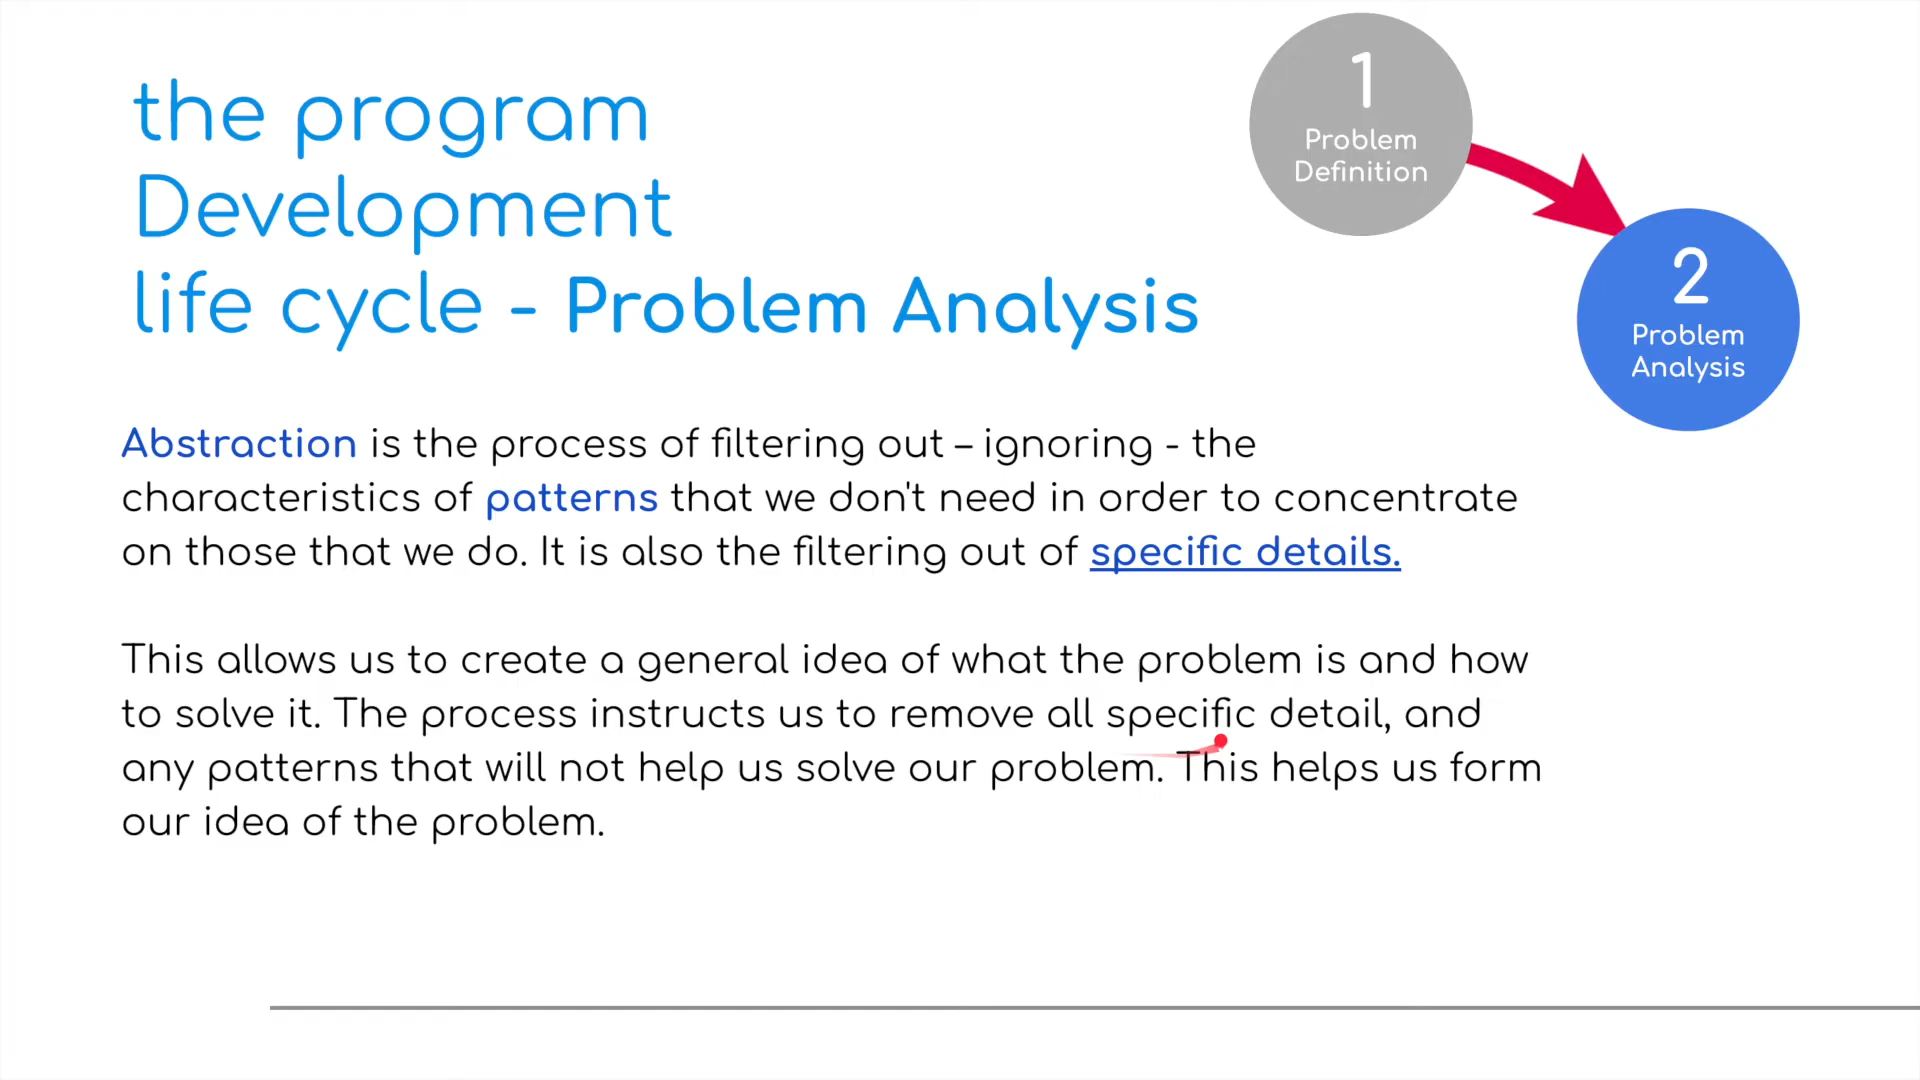 the program
Development
life cycle - Problem Analysis
1
Problem
Definition
2
Problem
Analysis
Abstraction is the process of filtering out – ignoring - the
characteristics of patterns that we don't need in order to concentrate
on those that we do. It is also the filtering out of specific details.
This allows us to create a general idea of what the problem is and how
to solve it. The process instructs us to remove all specific detail, and
any patterns that will not help us solve our problem. This helps us form
our idea of the problem.